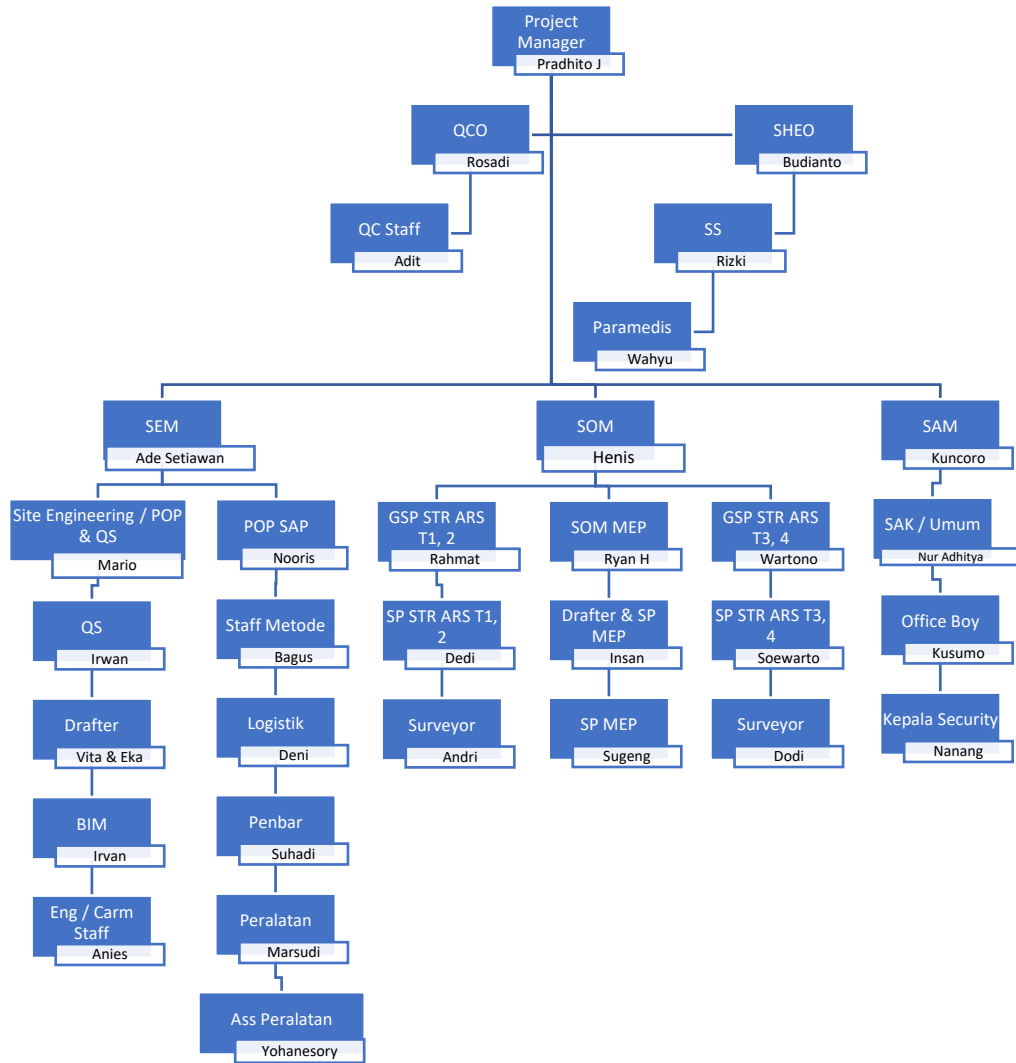 Project
Manager
Pradhito J
QCO
Rosadi
SHEO
Budianto
QC Staff
Adit
SS
Rizki
Paramedis
Wahyu
SEM
Ade Setiawan
SOM
Henis
SAM
Kuncoro
Site Engineering / POP
& QS
Mario
POP SAP
Nooris
GSP STR ARS
T1, 2
Rahmat
SOM MEP
Ryan H
GSP STR ARS
T3, 4
Wartono
SAK / Umum
Nur Adhitya
QS
Irwan
Staff Metode
Bagus
SP STR ARS T1,
2
Dedi
Drafter & SP
MEP
Insan
SP STR ARS T3,
4
Soewarto
Office Boy
Kusumo
Drafter
Vita & Eka
Logistik
Deni
Surveyor
Andri
SP MEP
Sugeng
Surveyor
Dodi
Kepala Security
Nanang
BIM
Irvan
Penbar
Suhadi
Eng / Carm
Staff
Anies
Peralatan
Marsudi
Ass Peralatan
Yohanesory